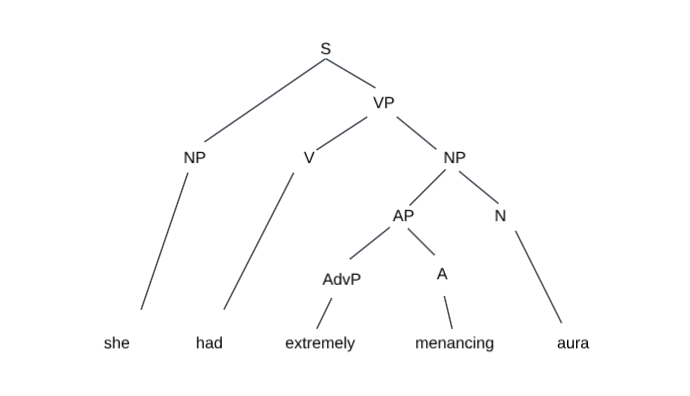 S
VP
NP V NP
AP N
AdvP A
she had extremely menancing aura